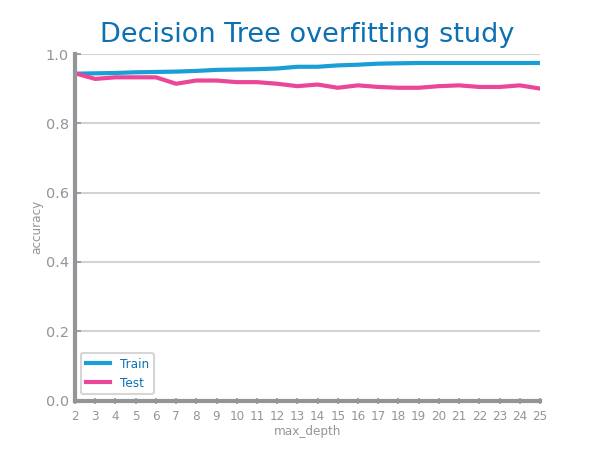 Decision Tree overfitting study
1.0
0.8
0.6
0.4
0.2
0.0
accuracy
Train
Test
2 3 4 5 6 7 8 9 10 11 12 13 14 15 16 17 18 19 20 21 22 23 24 25
max_depth